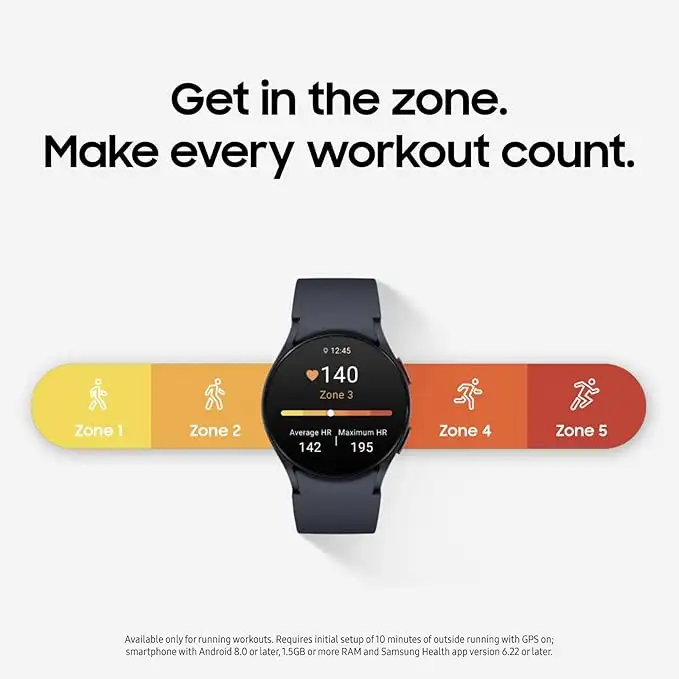 Get in the zone.
Make every workout count.
12:45
140
Zone 3
Average HR
Maximum HR
142
195
Zone 1
Zone 2
Zone 4
Zone 5
Available only for running workouts. Requires initial setup of 10 minutes of outside running with GPS on;
smartphone with Android 8.0 or later, 1.5GB or more RAM and Samsung Health app version 6.22 or later.